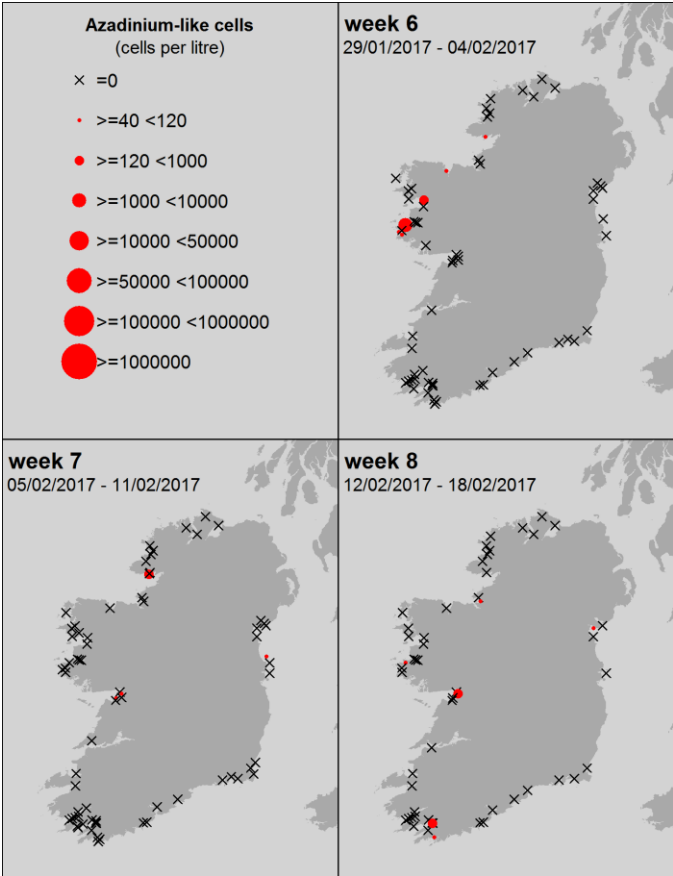 Azadinium-like cells
(cells per litre)
=0
>=40 <120
>=120 <1000
>=1000 <10000
>=10000 <50000
>=50000 <100000
>=100000 <1000000
>=1000000
week 6
29/01/2017 - 04/02/2017
week 7
05/02/2017 - 11/02/2017
week 8
12/02/2017 - 18/02/2017